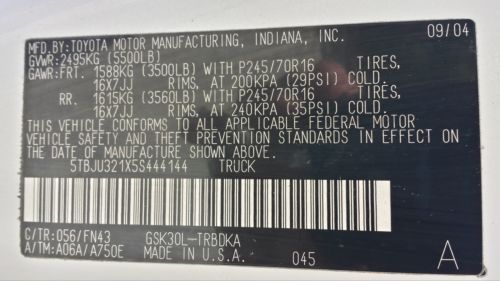 MFD.BY:TOYOTA MOTOR MANUFACTURING, INDIANA, INC. 09/04
GVWR:2495KG (5500LB)
GAWR:FRT. 1588KG (3500LB) WITH P245/70R16 TIRES,
16X7JJ RIMS, AT 200KPA (29PSI) COLD.
RR. 1615KG (3560LB) WITH P245/70R16 TIRES,
16X7JJ RIMS, AT 240KPA (35PSI) COLD.
THIS VEHICLE CONFORMS TO ALL APPLICABLE FEDERAL MOTOR
VEHICLE SAFETY AND THEFT PREVENTION STANDARDS IN EFFECT ON
THE DATE OF MANUFACTURE SHOWN ABOVE.
5TBJU321X5S444144 TRUCK
C/TR:056/FN43 GSK30L-TRBDKA
A/TM:A06A/A750E MADE IN U.S.A. 045 A